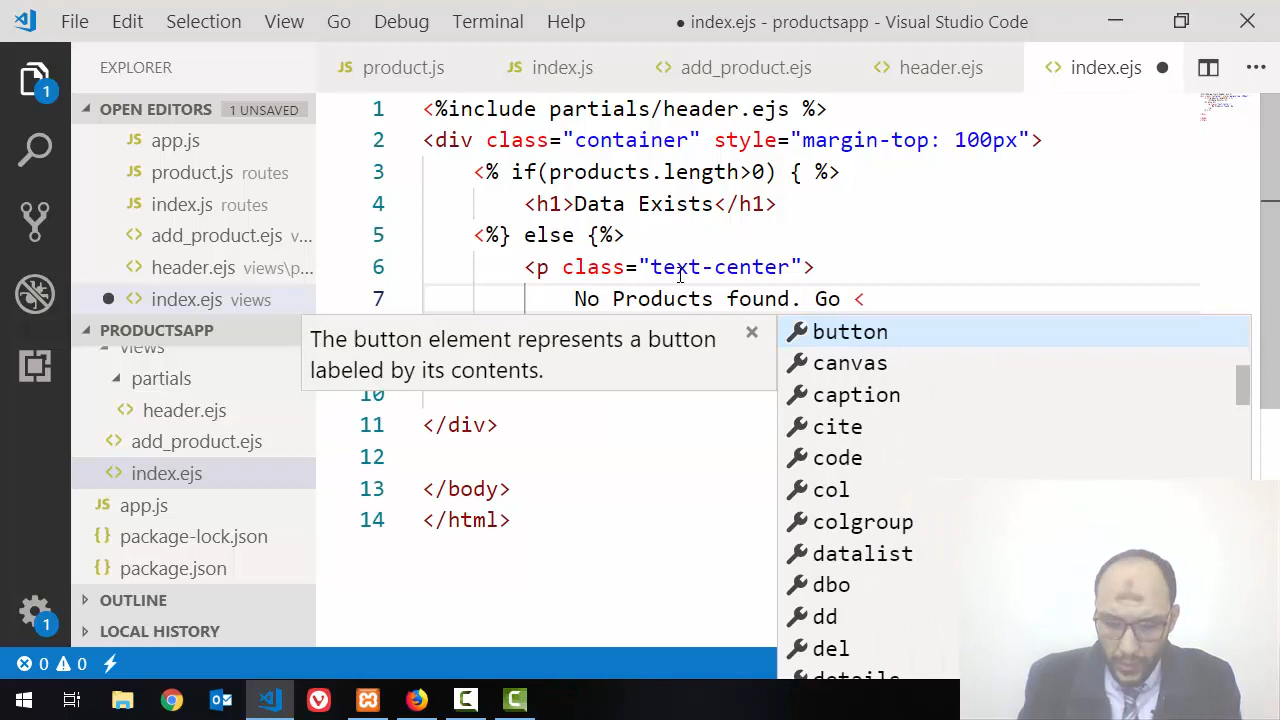 File Edit Selection View Go Debug Terminal Help ● index.ejs - productsapp - Visual Studio Code
EXPLORER
product.js index.js add_product.ejs header.ejs index.ejs
OPEN EDITORS 1 UNSAVED
app.js
product.js routes
index.js routes
add_product.ejs v...
header.ejs views\p...
index.ejs views
PRODUCTSAPP
views
partials
header.ejs
add_product.ejs
index.ejs
app.js
package-lock.json
package.json
OUTLINE
LOCAL HISTORY
1 <%include partials/header.ejs %>
2 <div class="container" style="margin-top: 100px">
3 <% if(products.length>0) { %>
4 <h1>Data Exists</h1>
5 <%} else {%>
6 <p class="text-center">
7 No Products found. Go <
10
11 </div>
12
13 </body>
14 </html>
The button element represents a button
labeled by its contents.
button
canvas
caption
cite
code
col
colgroup
datalist
dbo
dd
del
details
0 0
1
1